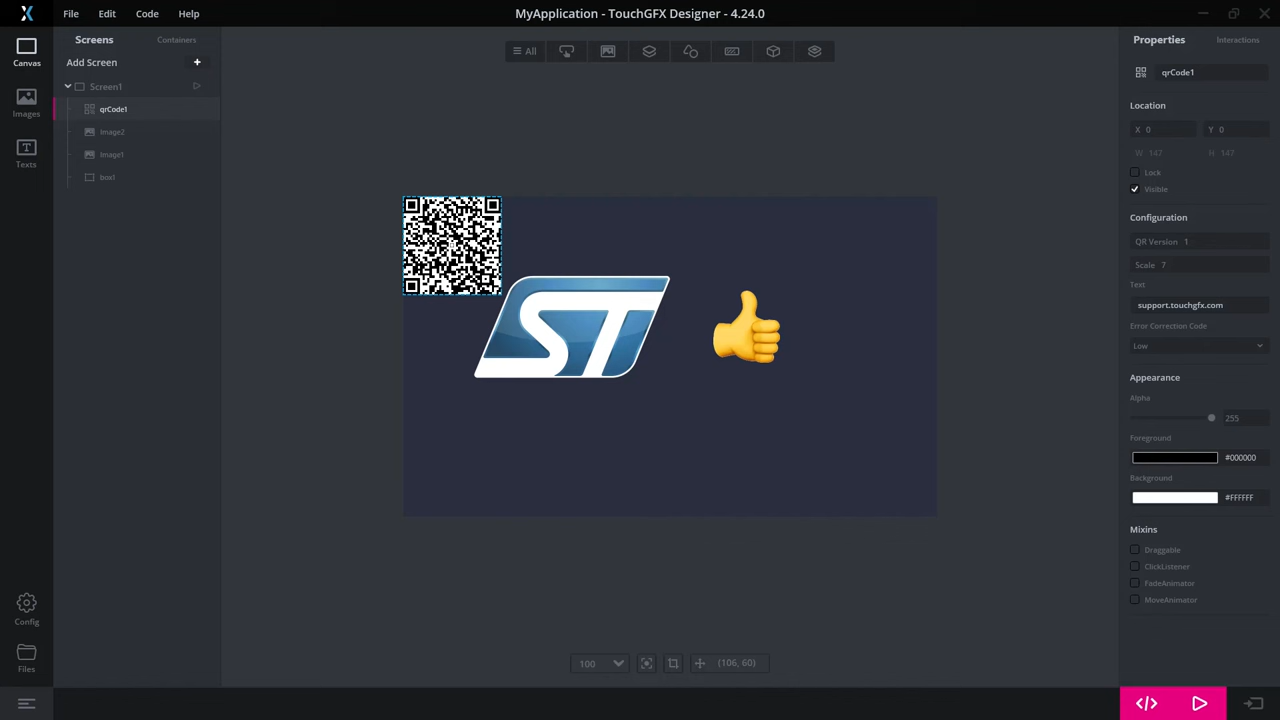 File Edit Code Help MyApplication - TouchGFX Designer - 4.24.0
Canvas
Images
Texts
Config
Files
Screens Containers
Add Screen +
Screen1
qrCode1
Image2
Image1
box1
All
ST
100 (106, 60)
Properties Interactions
qrCode1
Location
X 0 Y 0
W 147 H 147
Lock
Visible
Configuration
QR Version 1
Scale 7
Text
support.touchgfx.com
Error Correction Code
Low
Appearance
Alpha
255
Foreground
#000000
Background
#FFFFFF
Mixins
Draggable
ClickListener
FadeAnimator
MoveAnimator